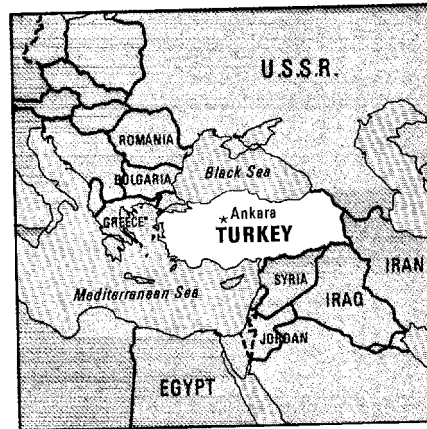 U.S.S.R.
ROMANIA
Black Sea
BULGARIA
Ankara
GREECE
TURKEY
IRAN
SYRIA
Mediterranean Sea
IRAQ
JORDAN
EGYPT